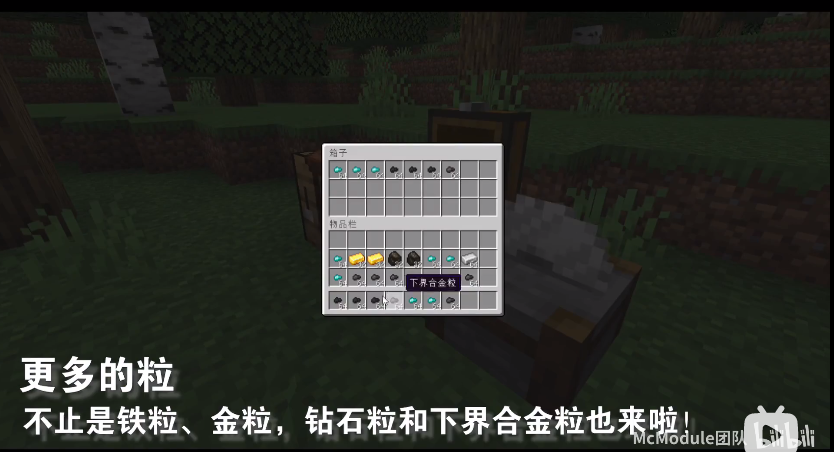 箱子
物品栏
下界合金粒
更多的粒
不止是铁粒、金粒，钻石粒和下界合金粒也来啦！
McModule团队
bilibili